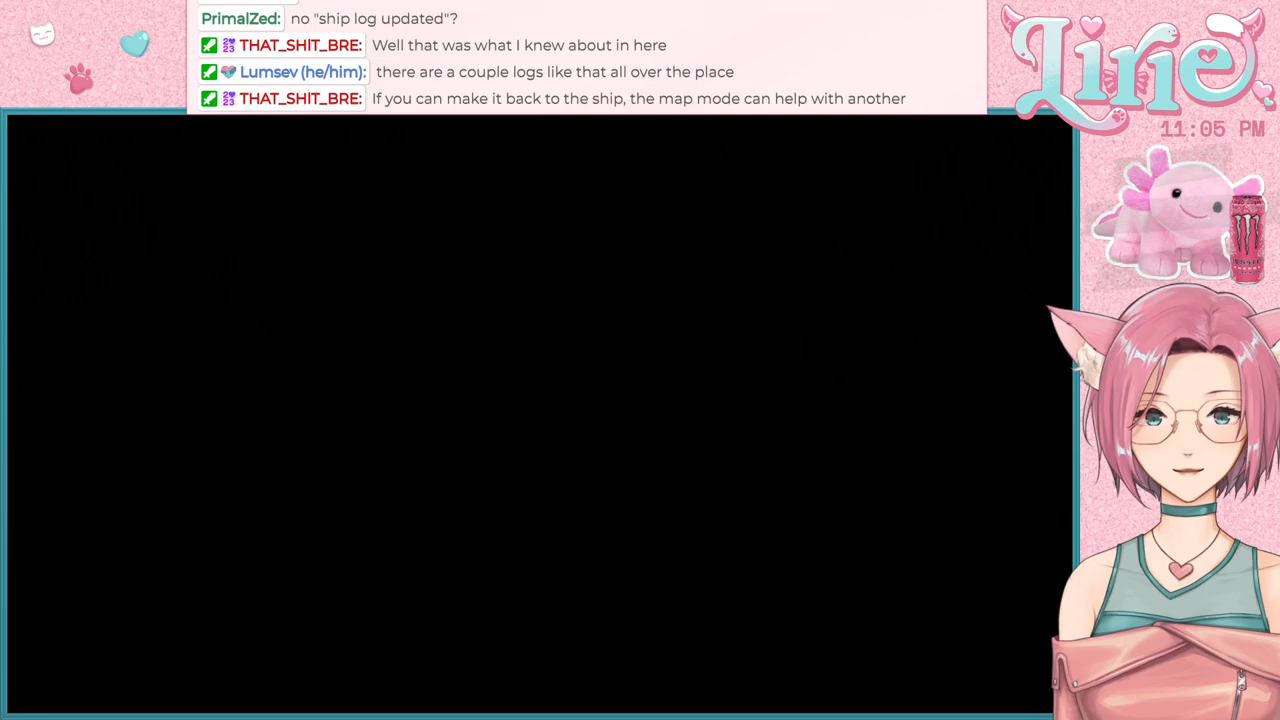 PrimalZed: no "ship log updated"?
THAT_SHIT_BRE: Well that was what I knew about in here
Lumsev (he/him): there are a couple logs like that all over the place
THAT_SHIT_BRE: If you can make it back to the ship, the map mode can help with another
Lirie
11:05 PM